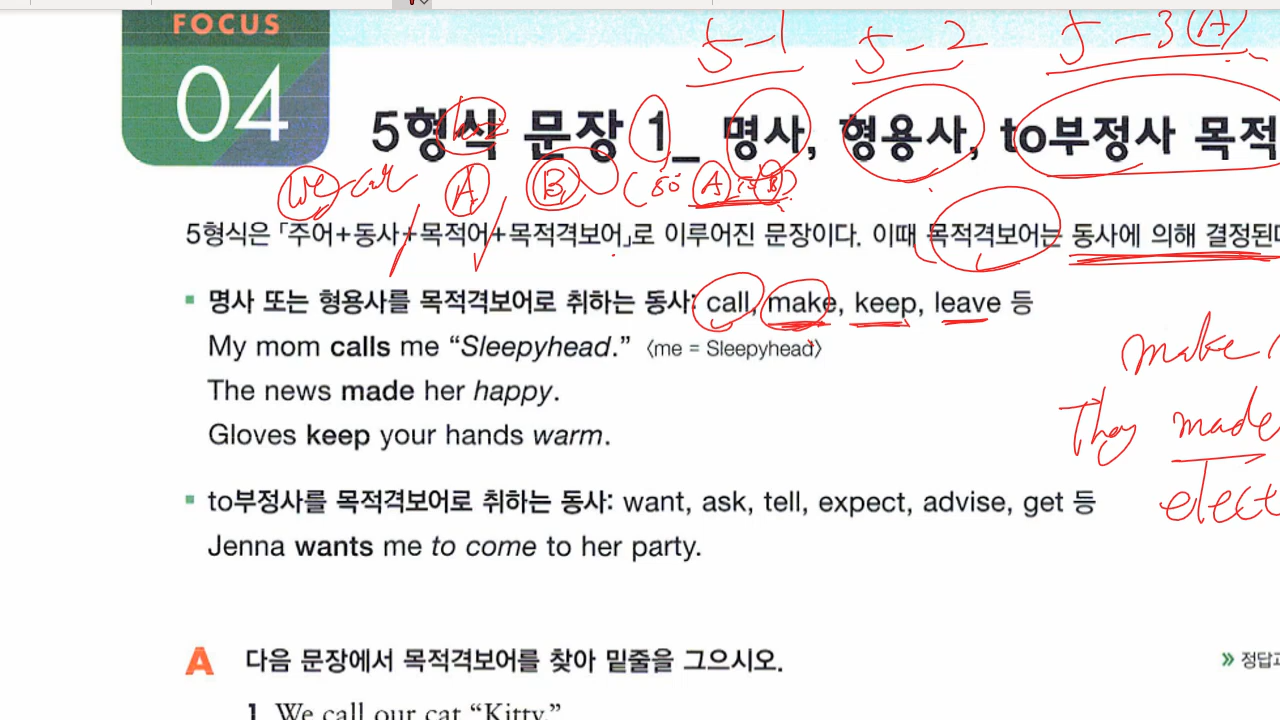 FOCUS
04
5-1 5-2 5-3(A)
5형식 문장 1_ 명사, 형용사, to부정사 목적
We call A B
5형식은 「주어+동사+목적어+목적격보어」로 이루어진 문장이다. 이때 목적격보어는 동사에 의해 결정된다
명사 또는 형용사를 목적격보어로 취하는 동사: call, make, keep, leave 등
My mom calls me “Sleepyhead.” 〈me = Sleepyhead〉
The news made her happy.
Gloves keep your hands warm.
make
They made
elect
to부정사를 목적격보어로 취하는 동사: want, ask, tell, expect, advise, get 등
Jenna wants me to come to her party.
A 다음 문장에서 목적격보어를 찾아 밑줄을 그으시오.
» 정답
1 We call our cat “Kitty.”